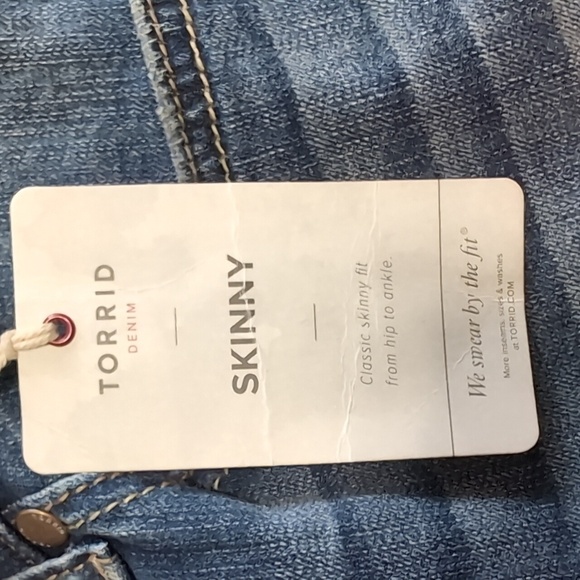 TORRID
DENIM
SKINNY
Classic skinny fit
from hip to ankle.
We swear by the fit®
More inseams, sizes & washes
at TORRID.COM